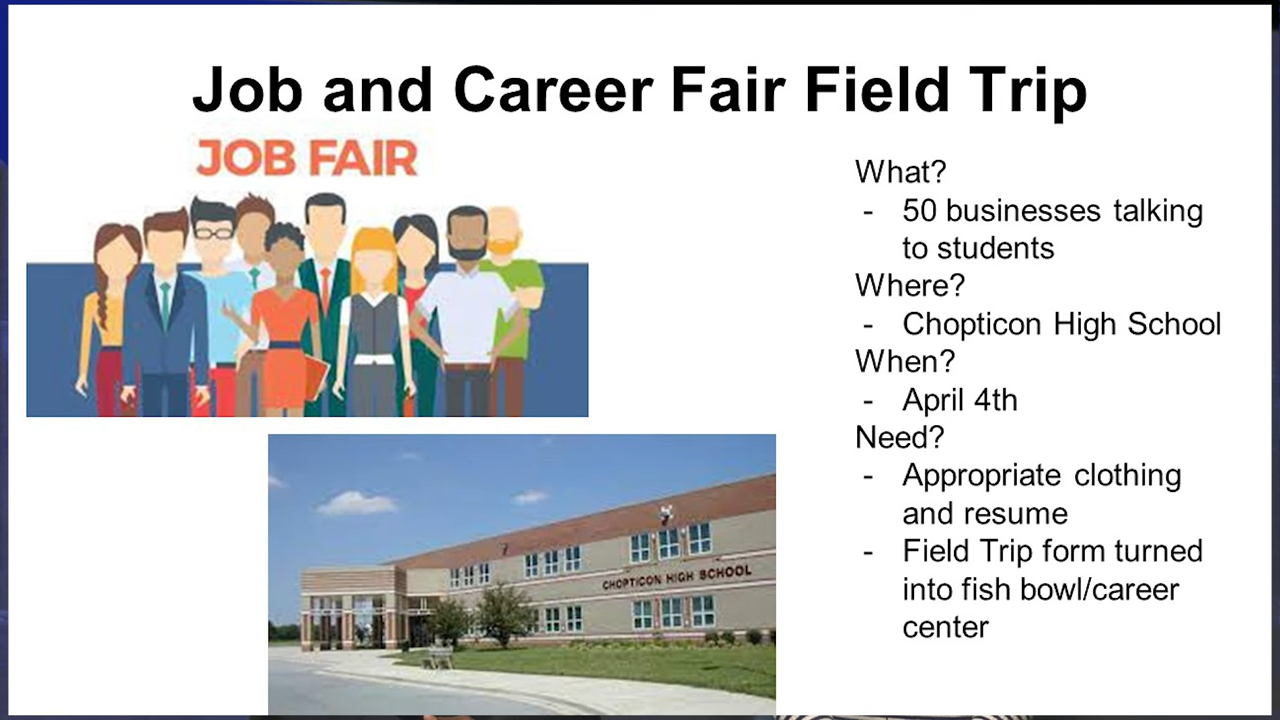 Job and Career Fair Field Trip
JOB FAIR
What?
- 50 businesses talking
to students
Where?
- Chopticon High School
When?
- April 4th
Need?
- Appropriate clothing
and resume
- Field Trip form turned
into fish bowl/career
center
CHOPTICON HIGH SCHOOL